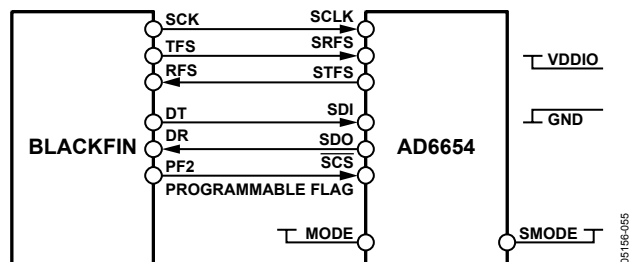 SCK SCLK
TFS SRFS
RFS STFS
VDDIO
DT SDI
GND
DR SDO
BLACKFIN AD6654
PF2 SCS
PROGRAMMABLE FLAG
MODE SMODE
05156-055